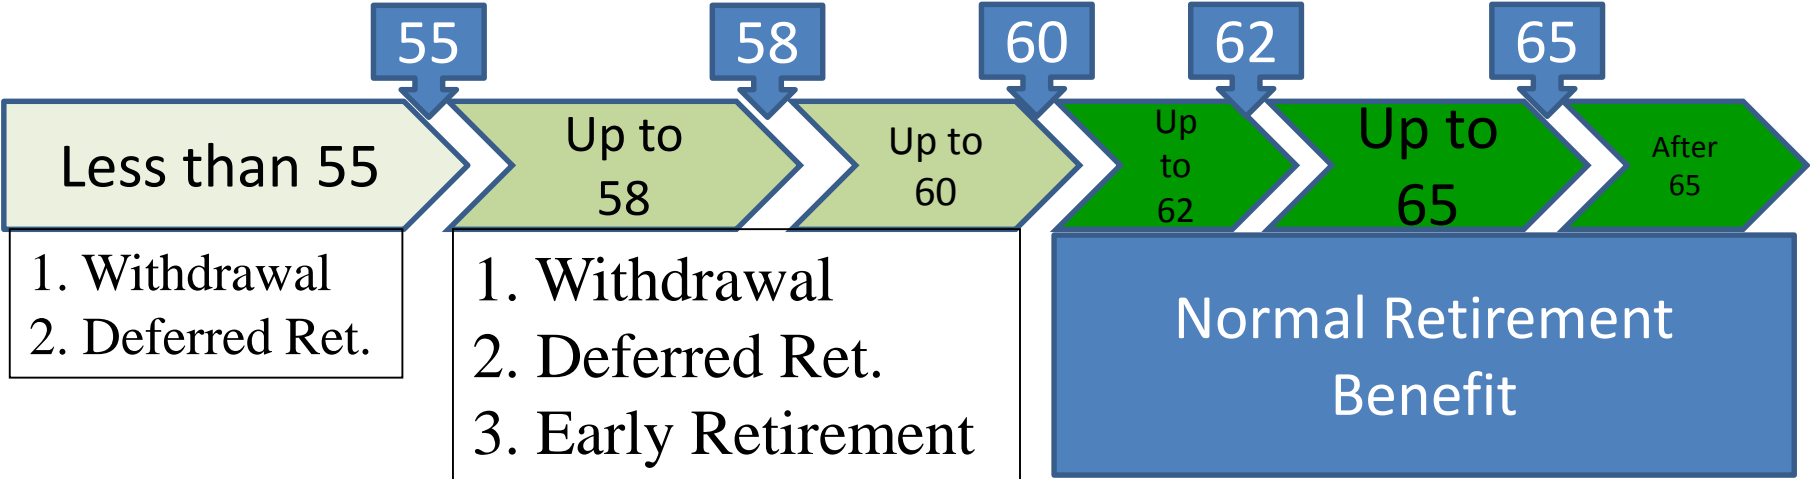 55
58
60
62
65
Less than 55
Up to
58
Up to
60
Up
to
62
Up to
65
After
65
1. Withdrawal
2. Deferred Ret.
1. Withdrawal
2. Deferred Ret.
3. Early Retirement
Normal Retirement
Benefit